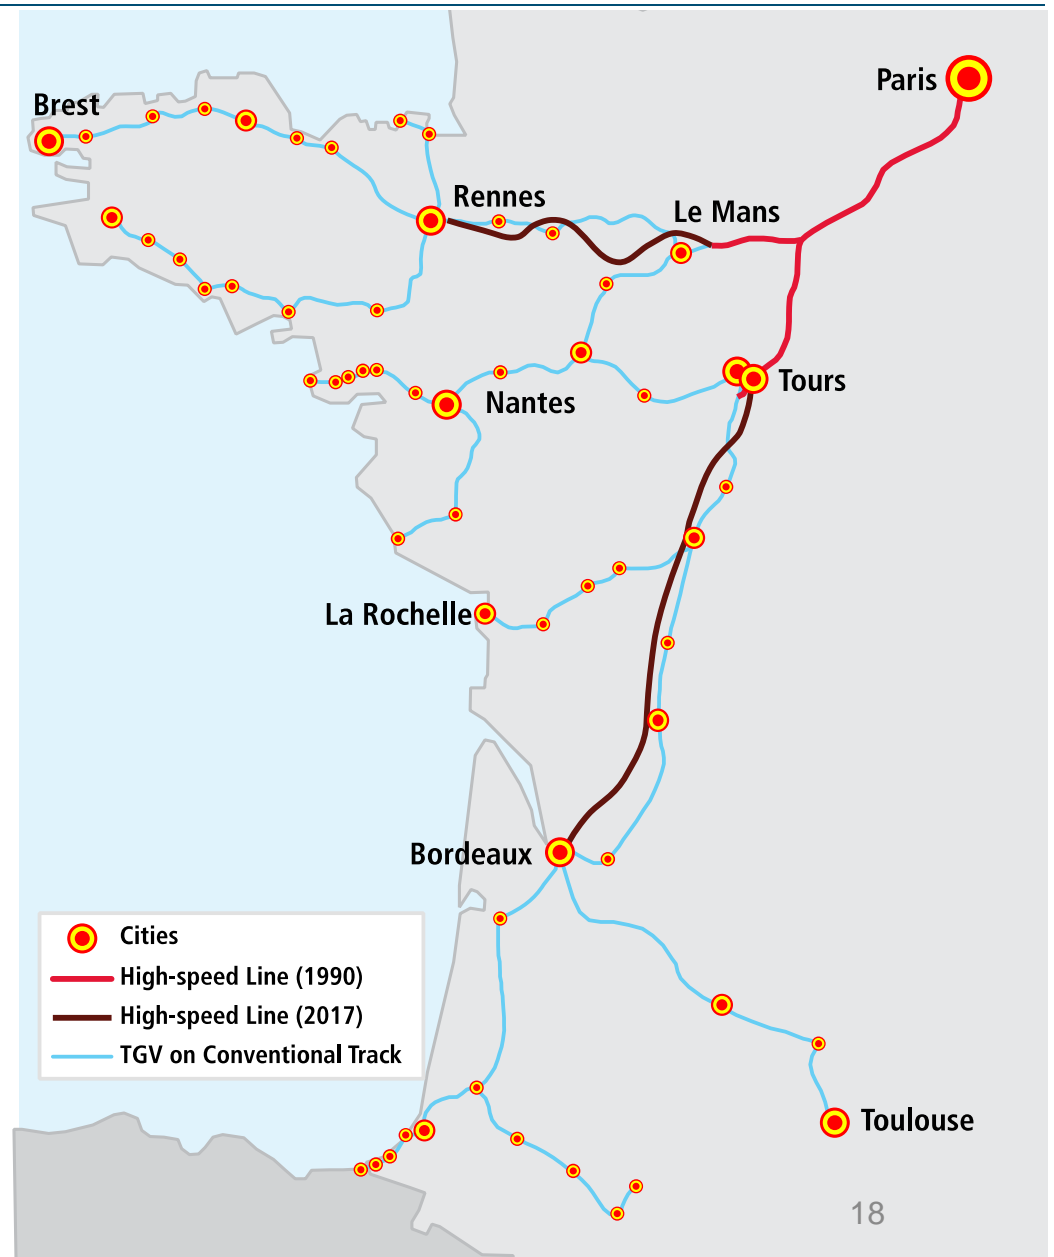 Paris
Brest
Rennes
Le Mans
Tours
Nantes
La Rochelle
Bordeaux
Cities
High-speed Line (1990)
High-speed Line (2017)
TGV on Conventional Track
Toulouse
18